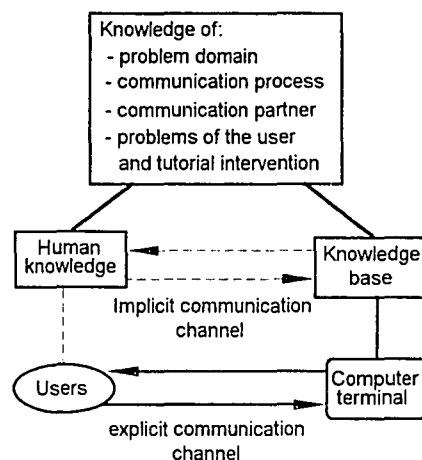 Knowledge of:
- problem domain
- communication process
- communication partner
- problems of the user
and tutorial intervention
Human
knowledge
Knowledge
base
Implicit communication
channel
Users
Computer
terminal
explicit communication
channel